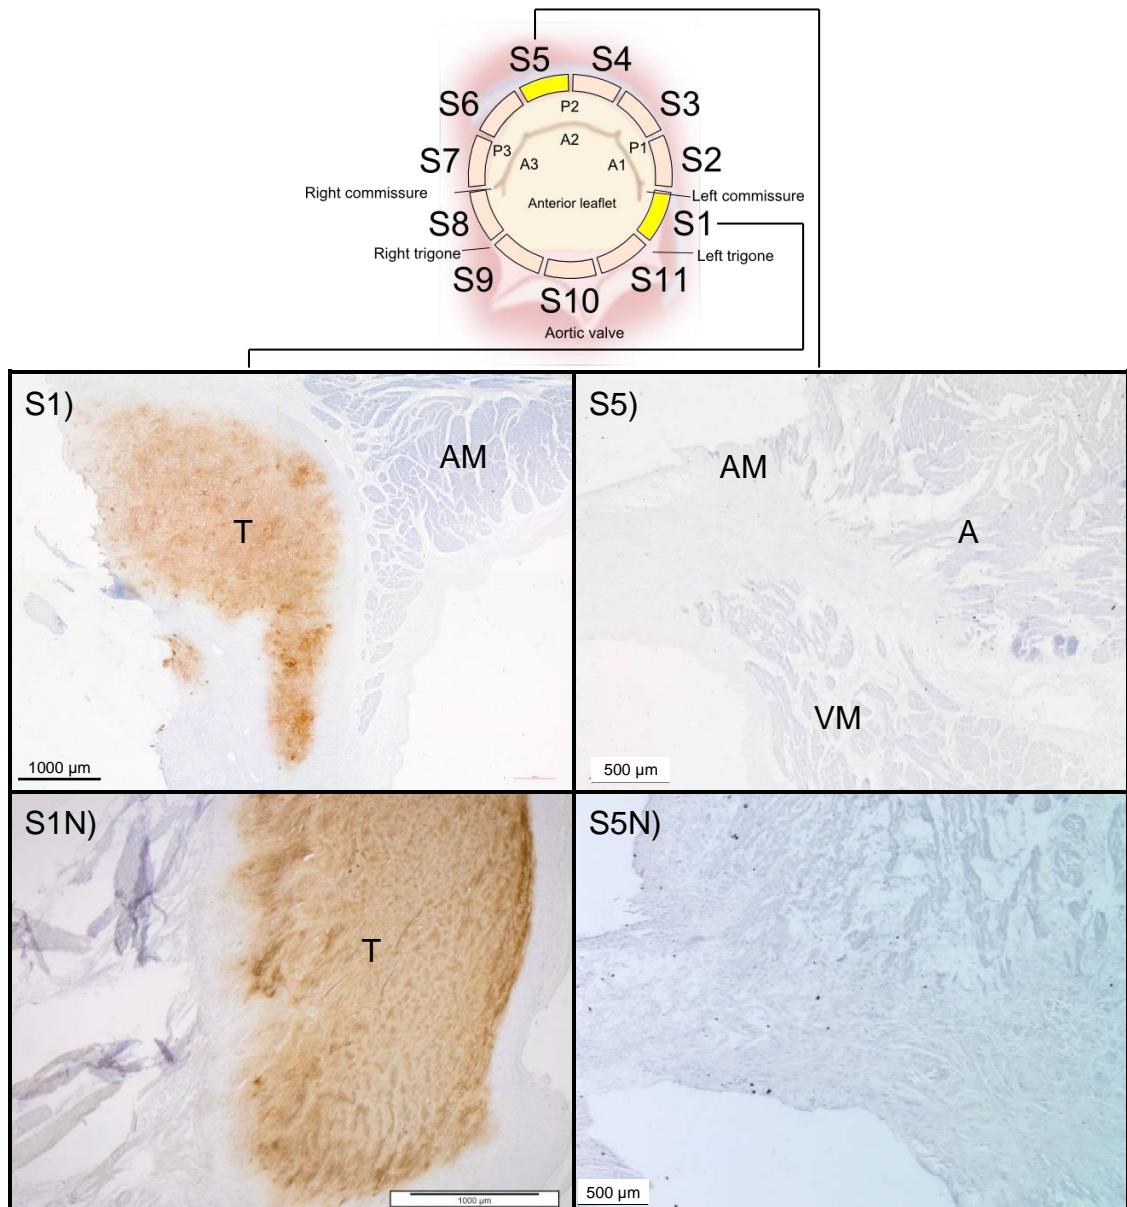 S5 S4
S6 S3
P2
A2
P3 P1
S7 A3 A1 S2
Right commissure Left commissure
Anterior leaflet
S8 S1
Right trigone Left trigone
S9 S11
S10
Aortic valve
S1)
AM
T
1000 µm
S5)
AM
A
VM
500 µm
S1N)
T
1000 µm
S5N)
500 µm